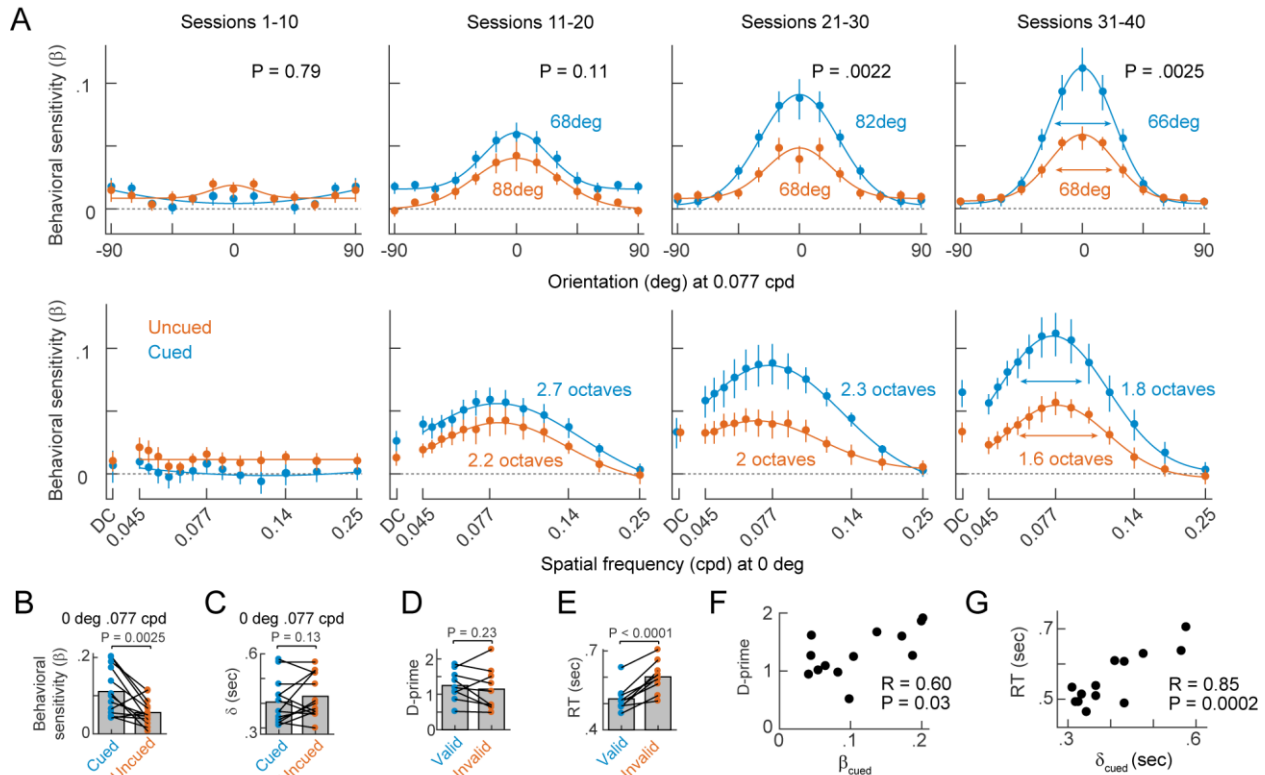 A
Sessions 1-10
Sessions 11-20
Sessions 21-30
Sessions 31-40
Behavioral sensitivity (β)
.1
0
P = 0.79
P = 0.11
68deg
88deg
P = .0022
82deg
68deg
P = .0025
66deg
68deg
-90 0 90
-90 0 90
-90 0 90
-90 0 90
Orientation (deg) at 0.077 cpd
Behavioral sensitivity (β)
.1
0
Uncued
Cued
2.7 octaves
2.2 octaves
2.3 octaves
2 octaves
1.8 octaves
1.6 octaves
DC 0.045 0.077 0.14 0.25
DC 0.045 0.077 0.14 0.25
DC 0.045 0.077 0.14 0.25
DC 0.045 0.077 0.14 0.25
Spatial frequency (cpd) at 0 deg
B
0 deg .077 cpd
P = 0.0025
Behavioral
sensitivity (β)
.2
.1
0
Cued
Uncued
C
0 deg .077 cpd
P = 0.13
δ (sec)
.6
.3
Cued
Uncued
D
P = 0.23
D-prime
2
1
0
Valid
Invalid
E
P < 0.0001
RT (sec)
.7
.4
Valid
Invalid
F
D-prime
2
1
0
R = 0.60
P = 0.03
0 .1 .2
βcued
G
RT (sec)
.7
.5
R = 0.85
P = 0.0002
.3 .6
δcued (sec)